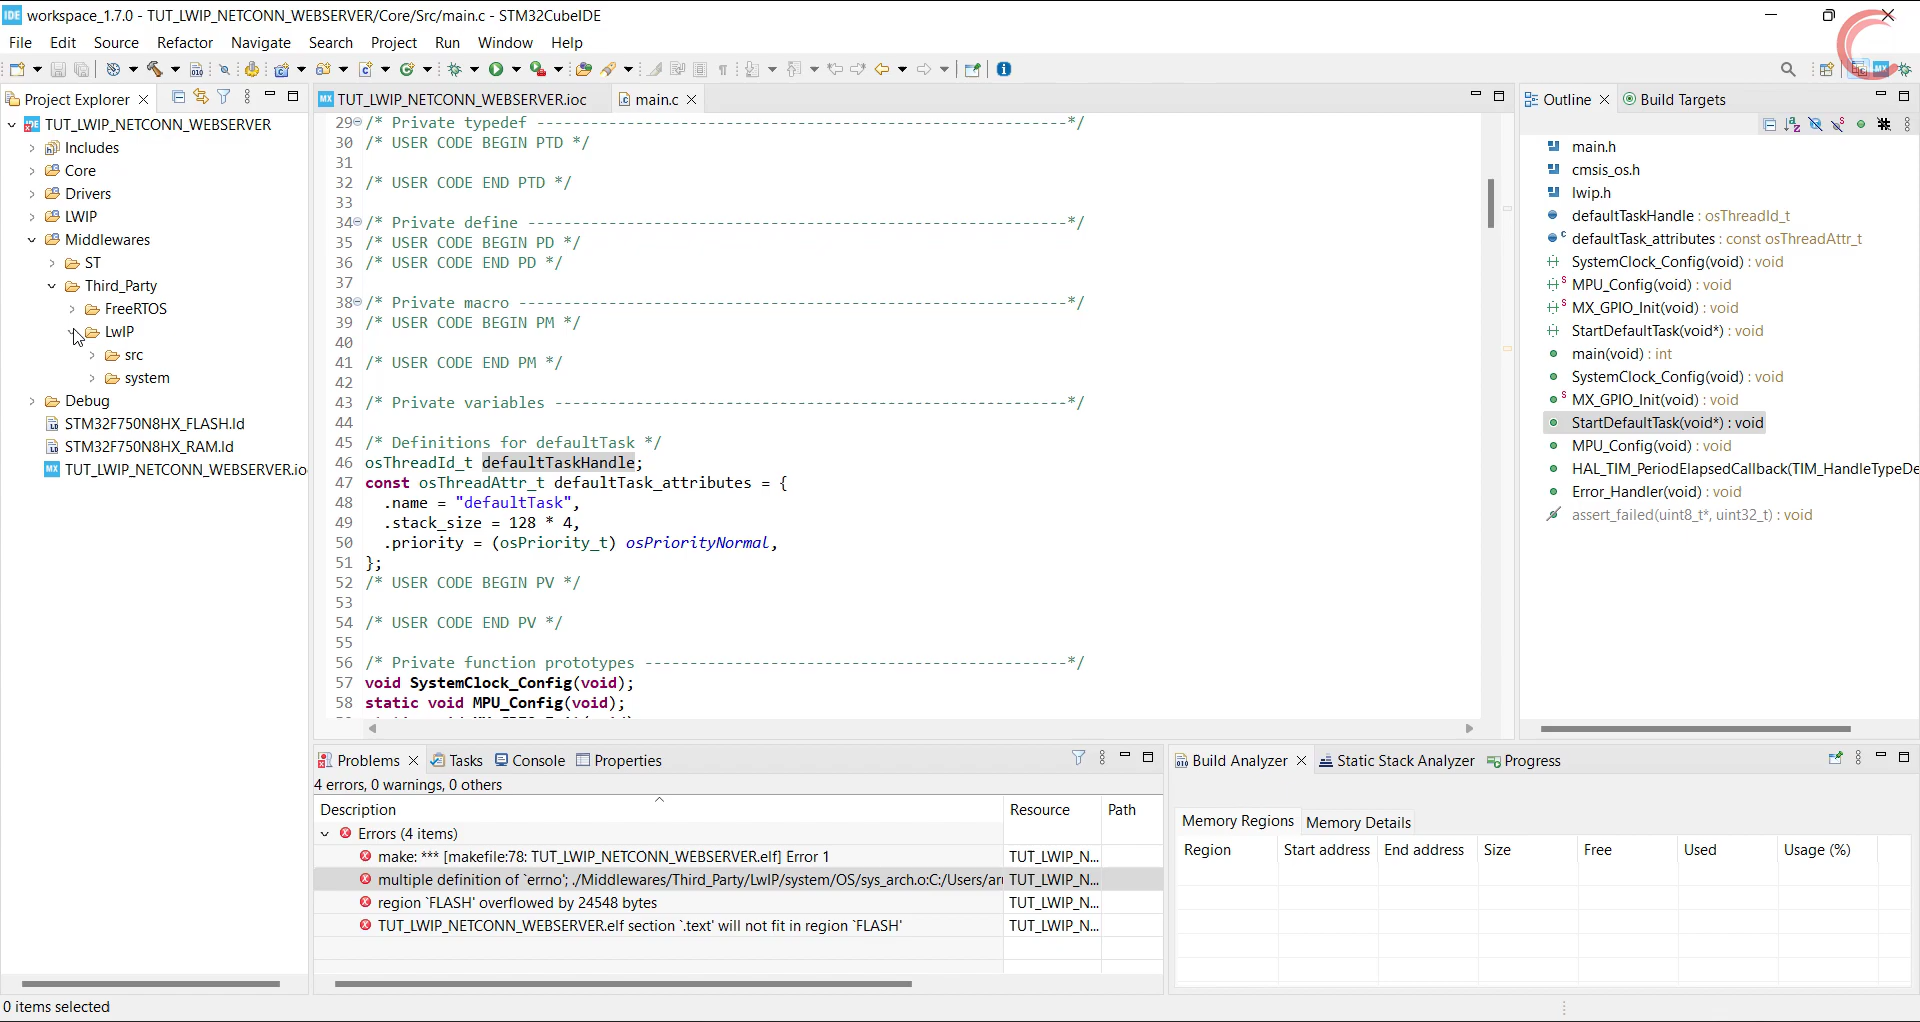 workspace_1.7.0 - TUT_LWIP_NETCONN_WEBSERVER/Core/Src/main.c - STM32CubeIDE
File Edit Source Refactor Navigate Search Project Run Window Help
Project Explorer
TUT_LWIP_NETCONN_WEBSERVER
Includes
Core
Drivers
LWIP
Middlewares
ST
Third_Party
FreeRTOS
LwIP
src
system
Debug
STM32F750N8HX_FLASH.ld
STM32F750N8HX_RAM.ld
TUT_LWIP_NETCONN_WEBSERVER.io
TUT_LWIP_NETCONN_WEBSERVER.ioc main.c
29 /* Private typedef -----------------------------------------------------------*/
30 /* USER CODE BEGIN PTD */
31
32 /* USER CODE END PTD */
33
34 /* Private define ------------------------------------------------------------*/
35 /* USER CODE BEGIN PD */
36 /* USER CODE END PD */
37
38 /* Private macro -------------------------------------------------------------*/
39 /* USER CODE BEGIN PM */
40
41 /* USER CODE END PM */
42
43 /* Private variables ---------------------------------------------------------*/
44
45 /* Definitions for defaultTask */
46 osThreadId_t defaultTaskHandle;
47 const osThreadAttr_t defaultTask_attributes = {
48 .name = "defaultTask",
49 .stack_size = 128 * 4,
50 .priority = (osPriority_t) osPriorityNormal,
51 };
52 /* USER CODE BEGIN PV */
53
54 /* USER CODE END PV */
55
56 /* Private function prototypes -----------------------------------------------*/
57 void SystemClock_Config(void);
58 static void MPU_Config(void);
Outline Build Targets
main.h
cmsis_os.h
lwip.h
defaultTaskHandle : osThreadId_t
defaultTask_attributes : const osThreadAttr_t
SystemClock_Config(void) : void
MPU_Config(void) : void
MX_GPIO_Init(void) : void
StartDefaultTask(void*) : void
main(void) : int
SystemClock_Config(void) : void
MX_GPIO_Init(void) : void
StartDefaultTask(void*) : void
MPU_Config(void) : void
HAL_TIM_PeriodElapsedCallback(TIM_HandleTypeDe
Error_Handler(void) : void
assert_failed(uint8_t*, uint32_t) : void
Problems Tasks Console Properties
4 errors, 0 warnings, 0 others
Description Resource Path
Errors (4 items)
make: *** [makefile:78: TUT_LWIP_NETCONN_WEBSERVER.elf] Error 1 TUT_LWIP_N...
multiple definition of `errno'; ./Middlewares/Third_Party/LwIP/system/OS/sys_arch.o:C:/Users/aru TUT_LWIP_N...
region `FLASH' overflowed by 24548 bytes TUT_LWIP_N...
TUT_LWIP_NETCONN_WEBSERVER.elf section `.text' will not fit in region `FLASH' TUT_LWIP_N...
Build Analyzer Static Stack Analyzer Progress
Memory Regions Memory Details
Region Start address End address Size Free Used Usage (%)
0 items selected